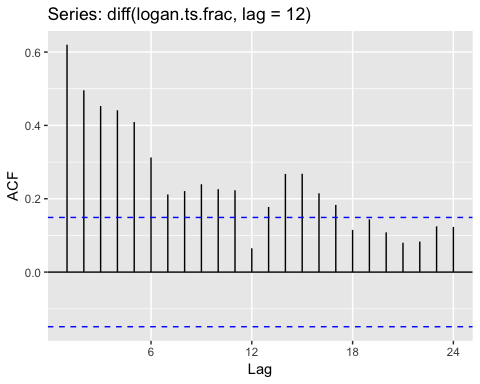 Series: diff(logan.ts.frac, lag = 12)
0.6
0.4
0.2
0.0
ACF
6
12
18
24
Lag